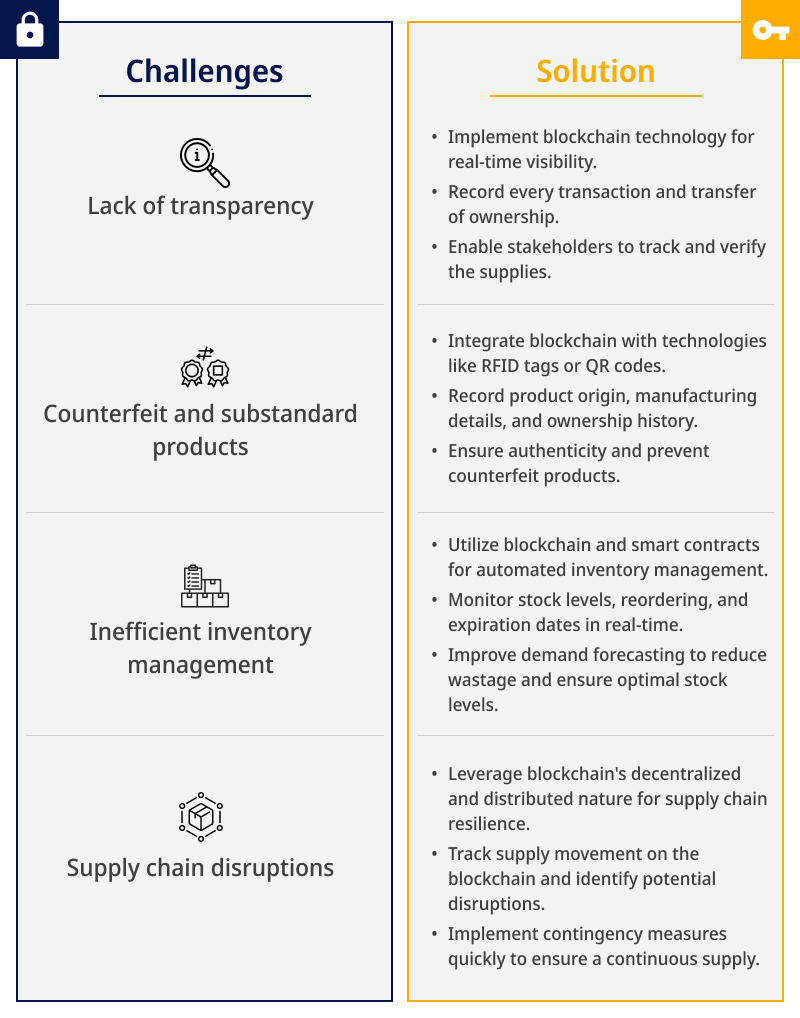 Challenges
Solution
Lack of transparency
• Implement blockchain technology for
real-time visibility.
• Record every transaction and transfer
of ownership.
• Enable stakeholders to track and verify
the supplies.
Counterfeit and substandard
products
• Integrate blockchain with technologies
like RFID tags or QR codes.
• Record product origin, manufacturing
details, and ownership history.
• Ensure authenticity and prevent
counterfeit products.
Inefficient inventory
management
• Utilize blockchain and smart contracts
for automated inventory management.
• Monitor stock levels, reordering, and
expiration dates in real-time.
• Improve demand forecasting to reduce
wastage and ensure optimal stock
levels.
Supply chain disruptions
• Leverage blockchain's decentralized
and distributed nature for supply chain
resilience.
• Track supply movement on the
blockchain and identify potential
disruptions.
• Implement contingency measures
quickly to ensure a continuous supply.